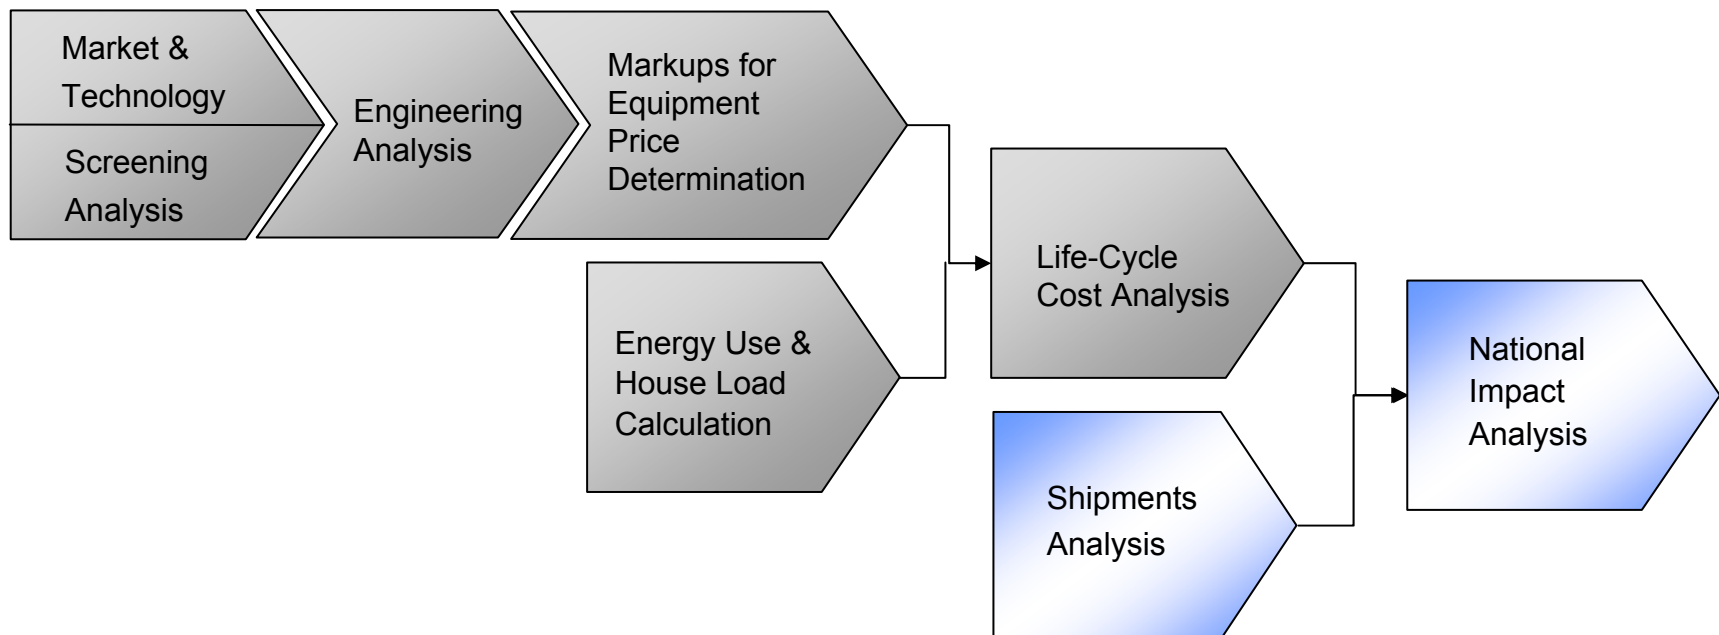 Market &
Technology
Screening
Analysis
Engineering
Analysis
Markups for
Equipment
Price
Determination
Energy Use &
House Load
Calculation
Life-Cycle
Cost Analysis
Shipments
Analysis
National
Impact
Analysis